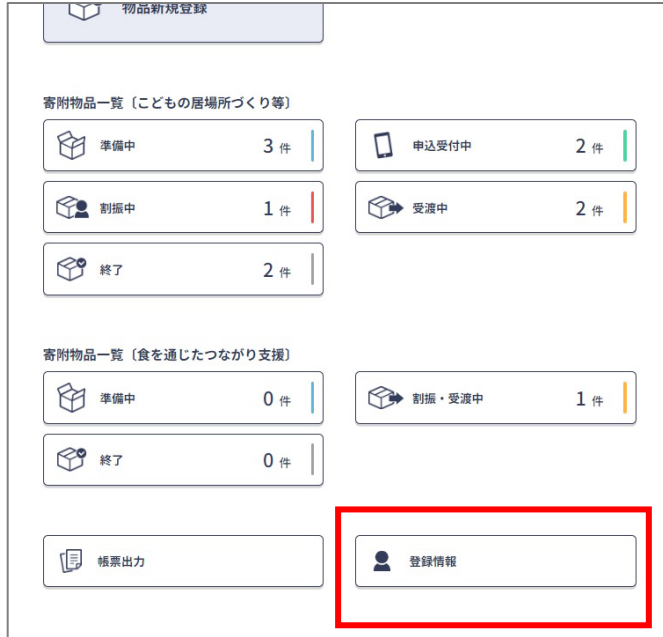 物品新規登録
寄附物品一覧〔こどもの居場所づくり等〕
準備中 3 件
申込受付中 2 件
割振中 1 件
受渡中 2 件
終了 2 件
寄附物品一覧〔食を通じたつながり支援〕
準備中 0 件
割振・受渡中 1 件
終了 0 件
帳票出力
登録情報